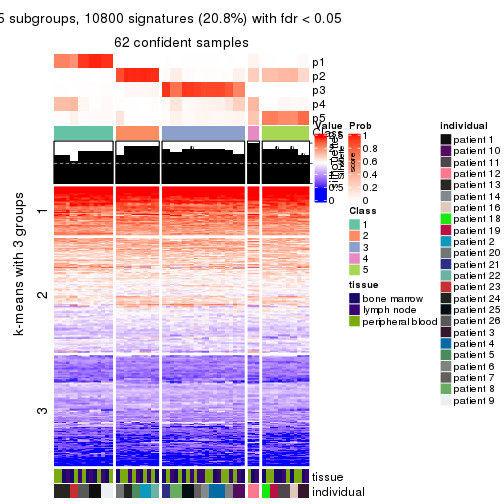 5 subgroups, 10800 signatures (20.8%) with fdr < 0.05
62 confident samples
p1
p2
p3
p4
p5
Class
Value
0.5
0
Prob
1
0.8
0.6
0.4
0.2
0
score
Class
1
2
3
4
5
tissue
bone marrow
lymph node
peripheral blood
individual
patient 1
patient 10
patient 11
patient 12
patient 13
patient 14
patient 16
patient 18
patient 19
patient 2
patient 20
patient 21
patient 22
patient 23
patient 24
patient 25
patient 26
patient 3
patient 4
patient 5
patient 6
patient 7
patient 8
patient 9
k-means with 3 groups
1
2
3
tissue
individual